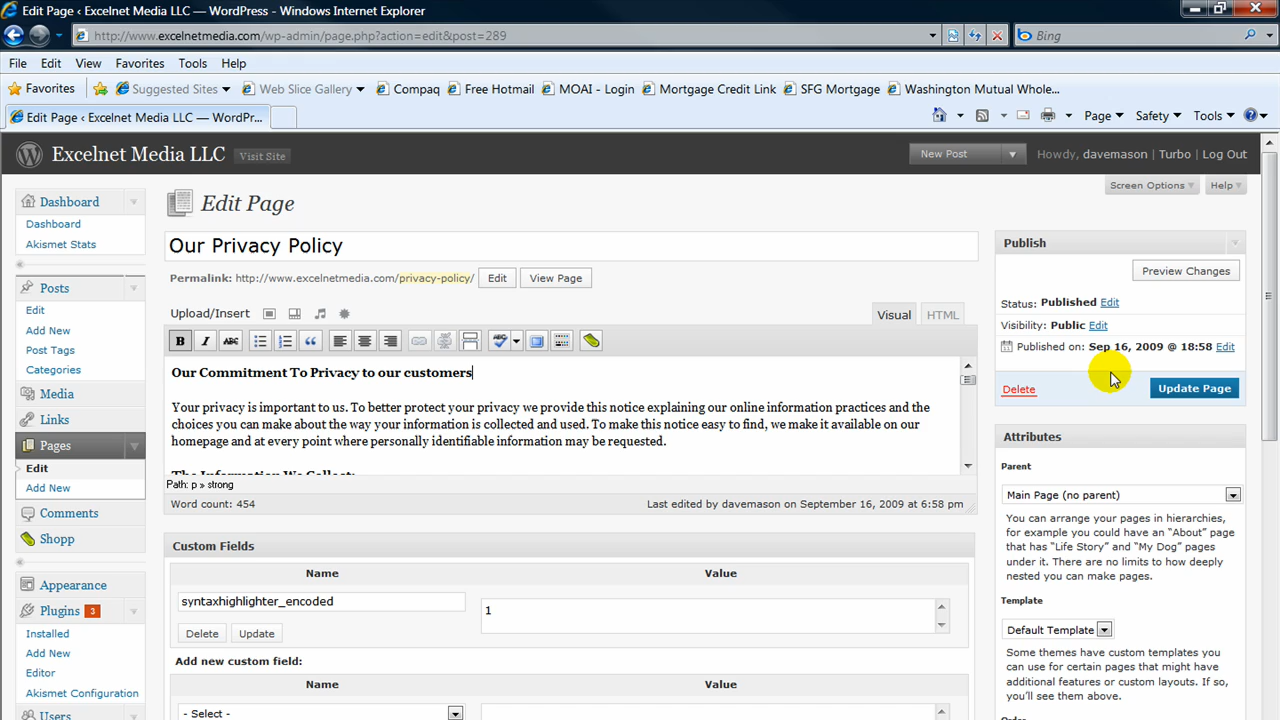 Edit Page ‹ Excelnet Media LLC — WordPress - Windows Internet Explorer
http://www.excelnetmedia.com/wp-admin/page.php?action=edit&post=289
Bing
File Edit View Favorites Tools Help
Favorites Suggested Sites Web Slice Gallery Compaq Free Hotmail MOAI - Login Mortgage Credit Link SFG Mortgage Washington Mutual Whole...
Edit Page ‹ Excelnet Media LLC — WordPr...
Page Safety Tools
Excelnet Media LLC Visit Site New Post Howdy, davemason | Turbo | Log Out
Screen Options Help
Dashboard
Dashboard
Akismet Stats
Posts
Edit
Add New
Post Tags
Categories
Media
Links
Pages
Edit
Add New
Comments
Shopp
Appearance
Plugins 3
Installed
Add New
Editor
Akismet Configuration
Users
Edit Page
Our Privacy Policy
Permalink: http://www.excelnetmedia.com/privacy-policy/ Edit View Page
Upload/Insert Visual HTML
B I ABC
Our Commitment To Privacy to our customers
Your privacy is important to us. To better protect your privacy we provide this notice explaining our online information practices and the
choices you can make about the way your information is collected and used. To make this notice easy to find, we make it available on our
homepage and at every point where personally identifiable information may be requested.
The Information We Collect:
Path: p » strong
Word count: 454 Last edited by davemason on September 16, 2009 at 6:58 pm
Custom Fields
Name Value
syntaxhighlighter_encoded 1
Delete Update
Add new custom field:
Name Value
- Select -
Publish
Preview Changes
Status: Published Edit
Visibility: Public Edit
Published on: Sep 16, 2009 @ 18:58 Edit
Delete Update Page
Attributes
Parent
Main Page (no parent)
You can arrange your pages in hierarchies,
for example you could have an “About” page
that has “Life Story” and “My Dog” pages
under it. There are no limits to how deeply
nested you can make pages.
Template
Default Template
Some themes have custom templates you
can use for certain pages that might have
additional features or custom layouts. If so,
you’ll see them above.
Order